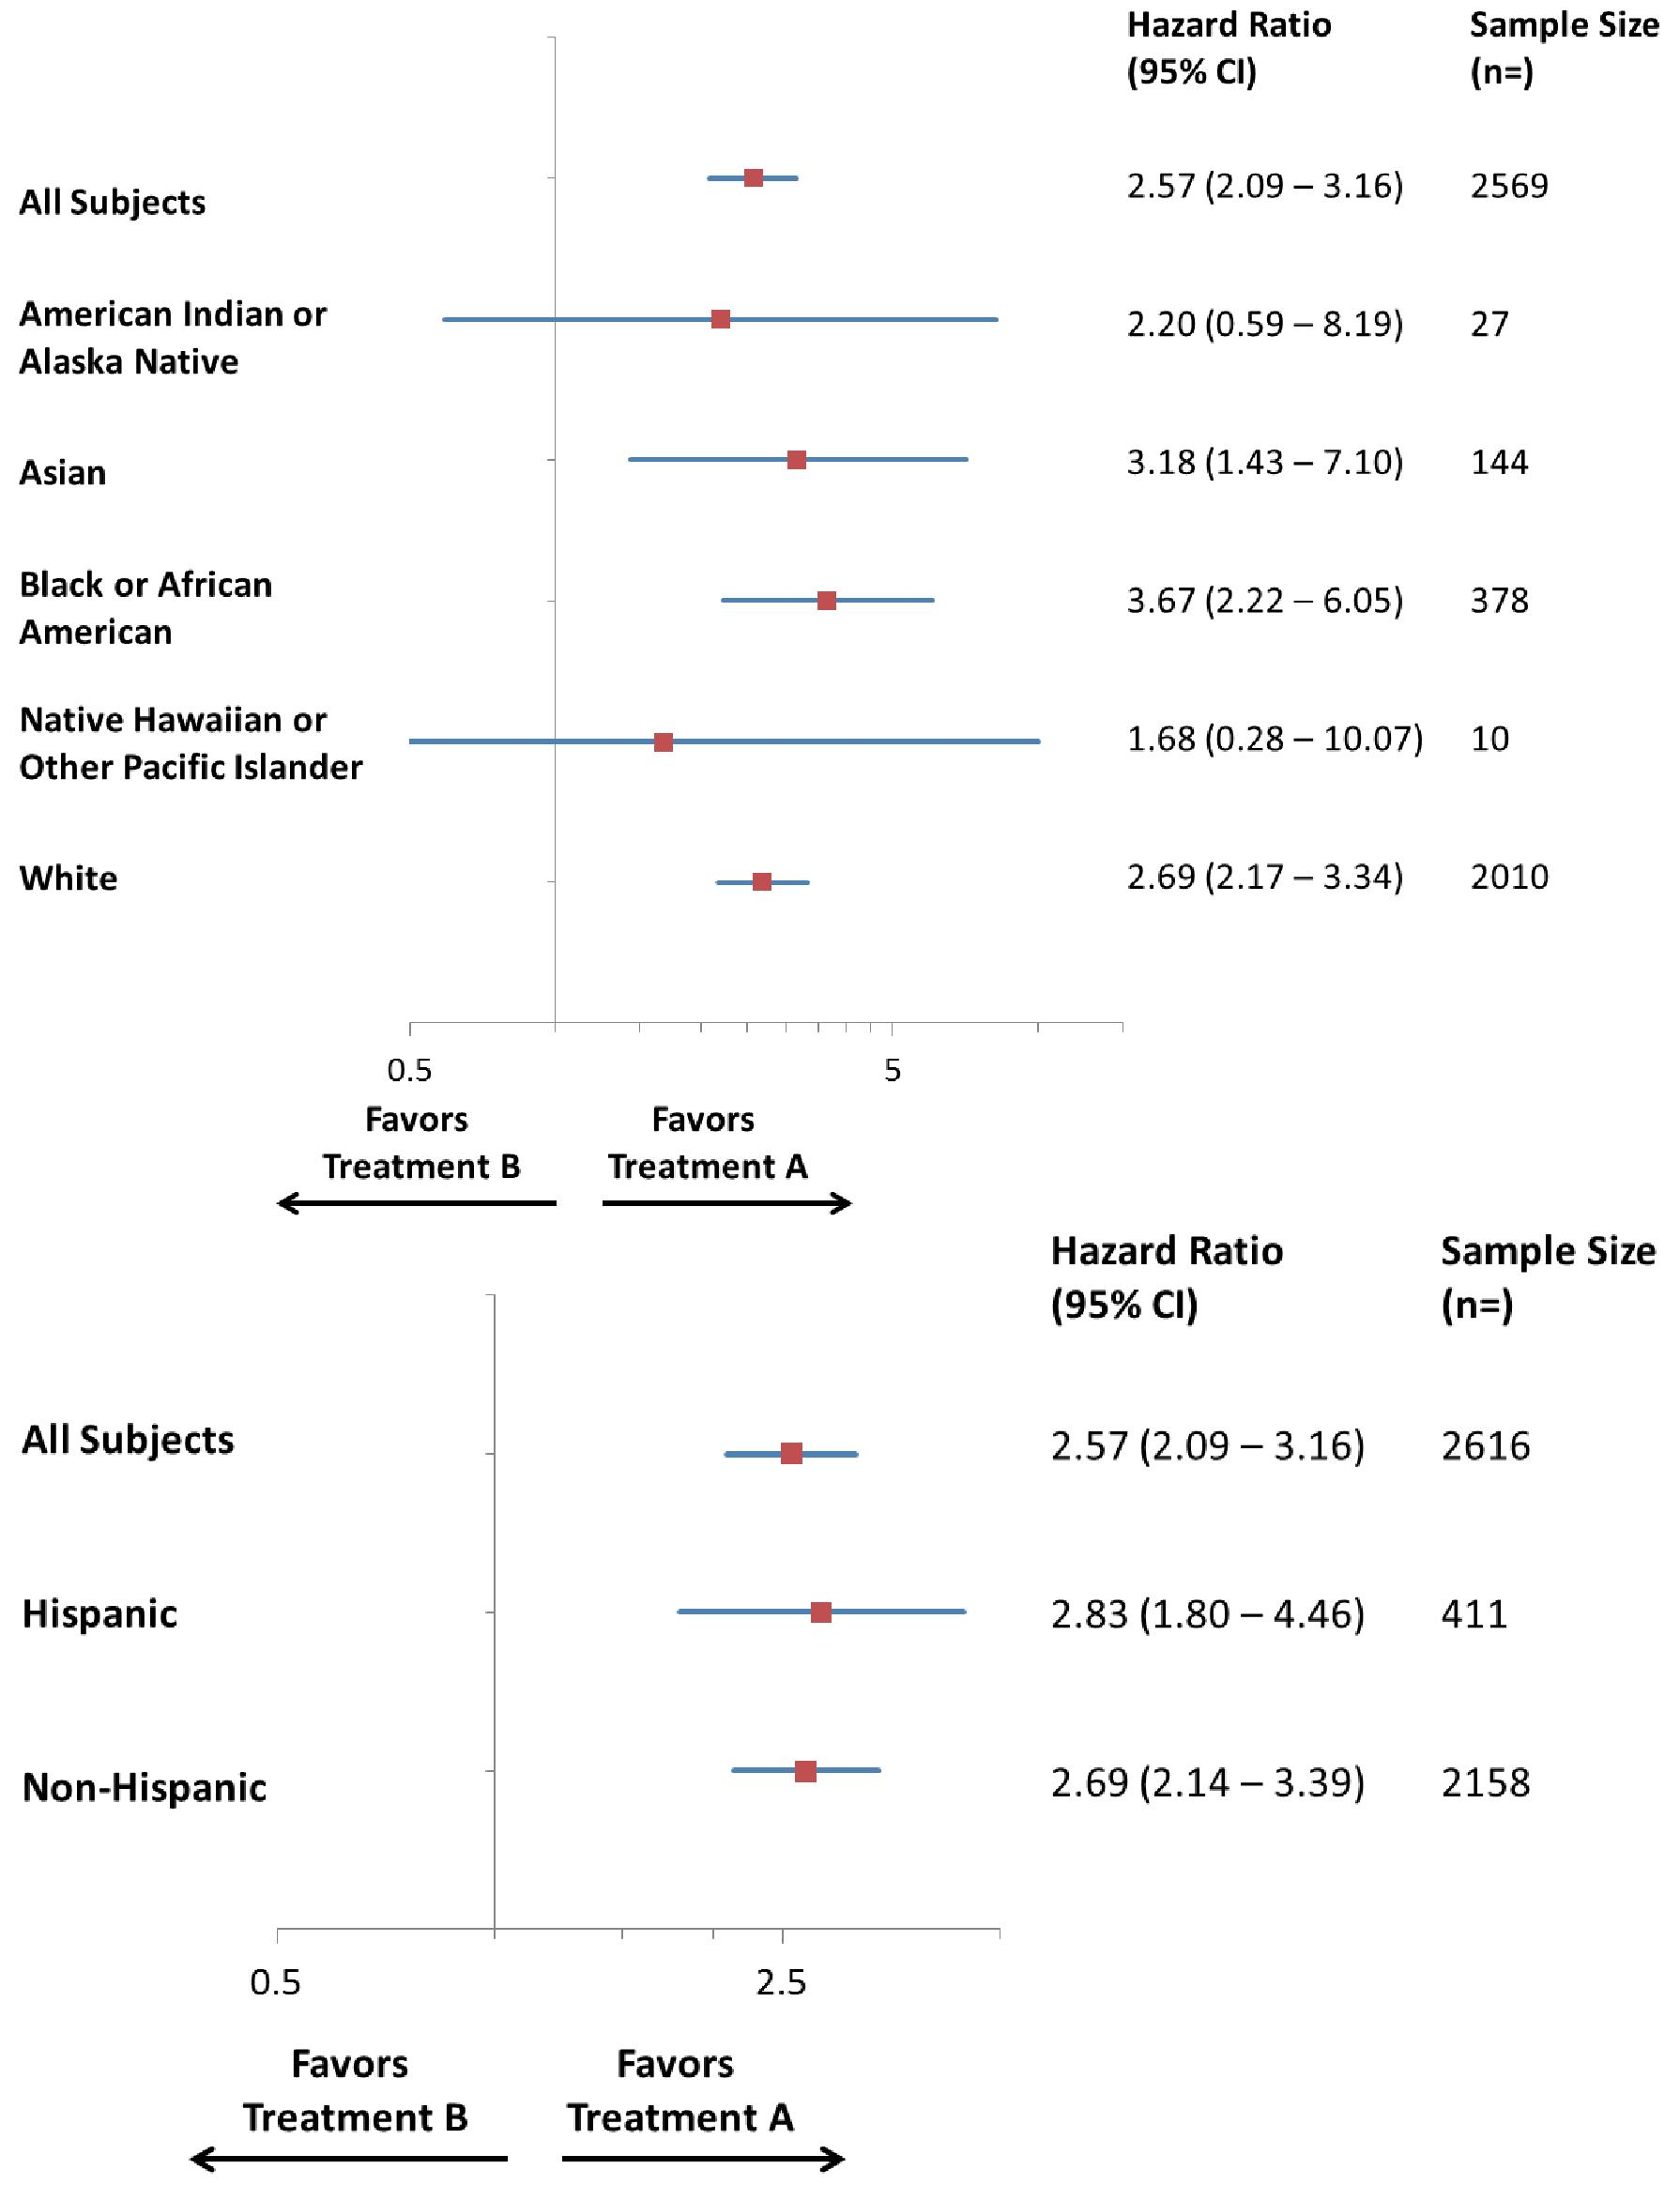 Hazard Ratio Sample Size
(95% CI) (n=)
All Subjects 2.57 (2.09 – 3.16) 2569
American Indian or
Alaska Native 2.20 (0.59 – 8.19) 27
Asian 3.18 (1.43 – 7.10) 144
Black or African
American 3.67 (2.22 – 6.05) 378
Native Hawaiian or
Other Pacific Islander 1.68 (0.28 – 10.07) 10
White 2.69 (2.17 – 3.34) 2010
0.5 5
Favors Favors
Treatment B Treatment A
Hazard Ratio Sample Size
(95% CI) (n=)
All Subjects 2.57 (2.09 – 3.16) 2616
Hispanic 2.83 (1.80 – 4.46) 411
Non-Hispanic 2.69 (2.14 – 3.39) 2158
0.5 2.5
Favors Favors
Treatment B Treatment A